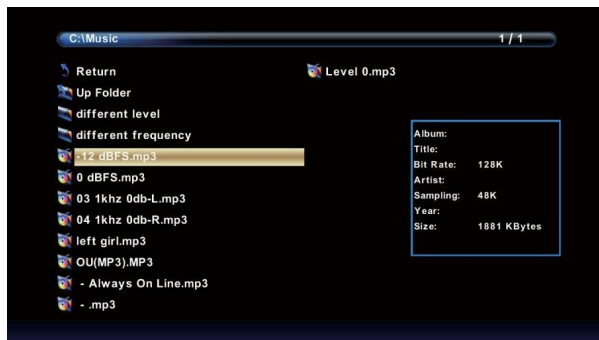 C:\Music 1 / 1
Return
Up Folder
different level
different frequency
-12 dBFS.mp3
0 dBFS.mp3
03 1khz 0db-L.mp3
04 1khz 0db-R.mp3
left girl.mp3
OU(MP3).MP3
- Always On Line.mp3
- .mp3
Level 0.mp3
Album:
Title:
Bit Rate: 128K
Artist:
Sampling: 48K
Year:
Size: 1881 KBytes